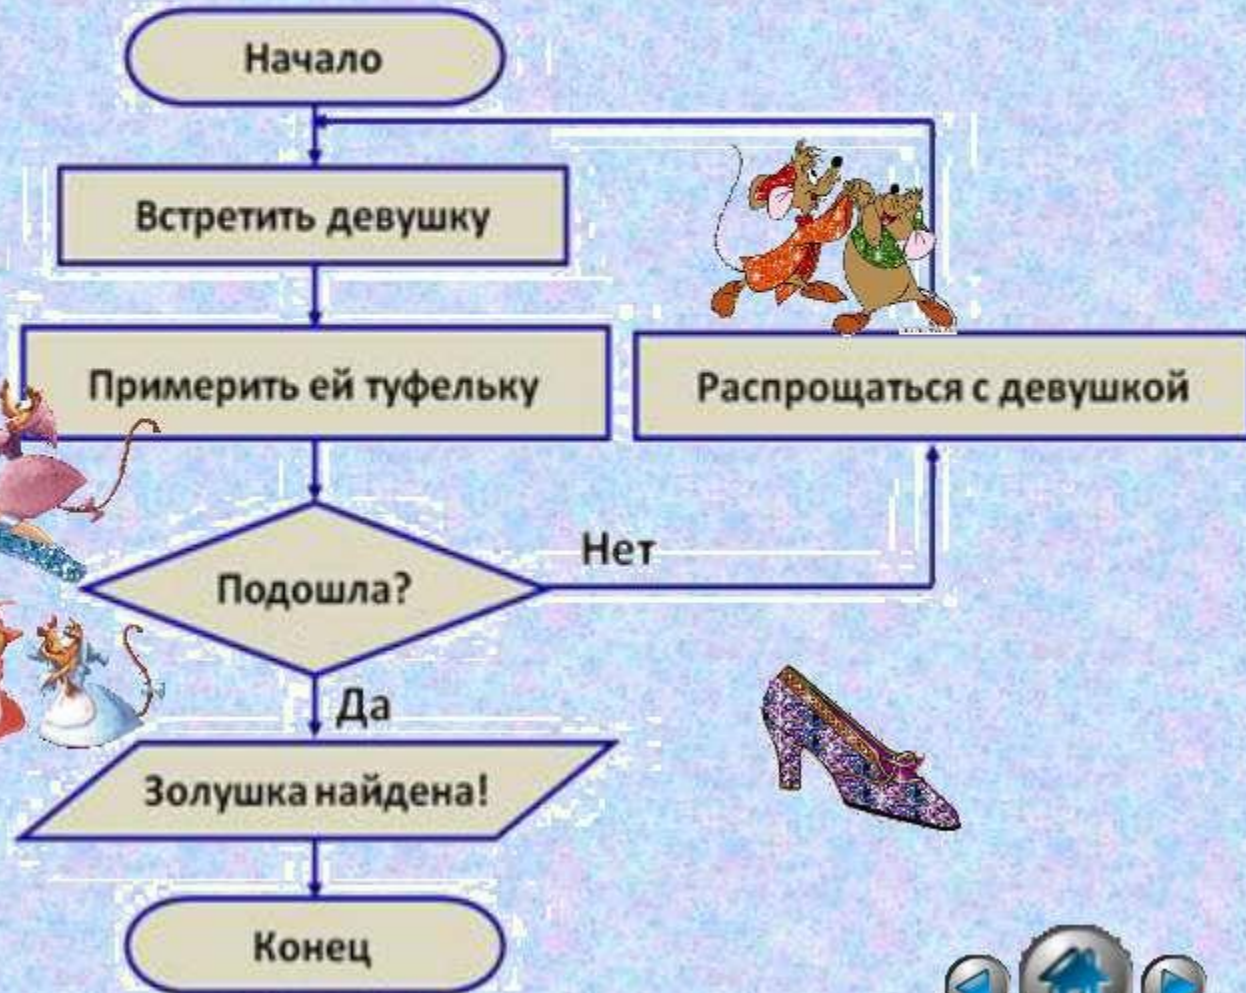 Начало
Встретить девушку
Примерить ей туфельку
Распрощаться с девушкой
Подошла?
Нет
Да
Золушка найдена!
Конец